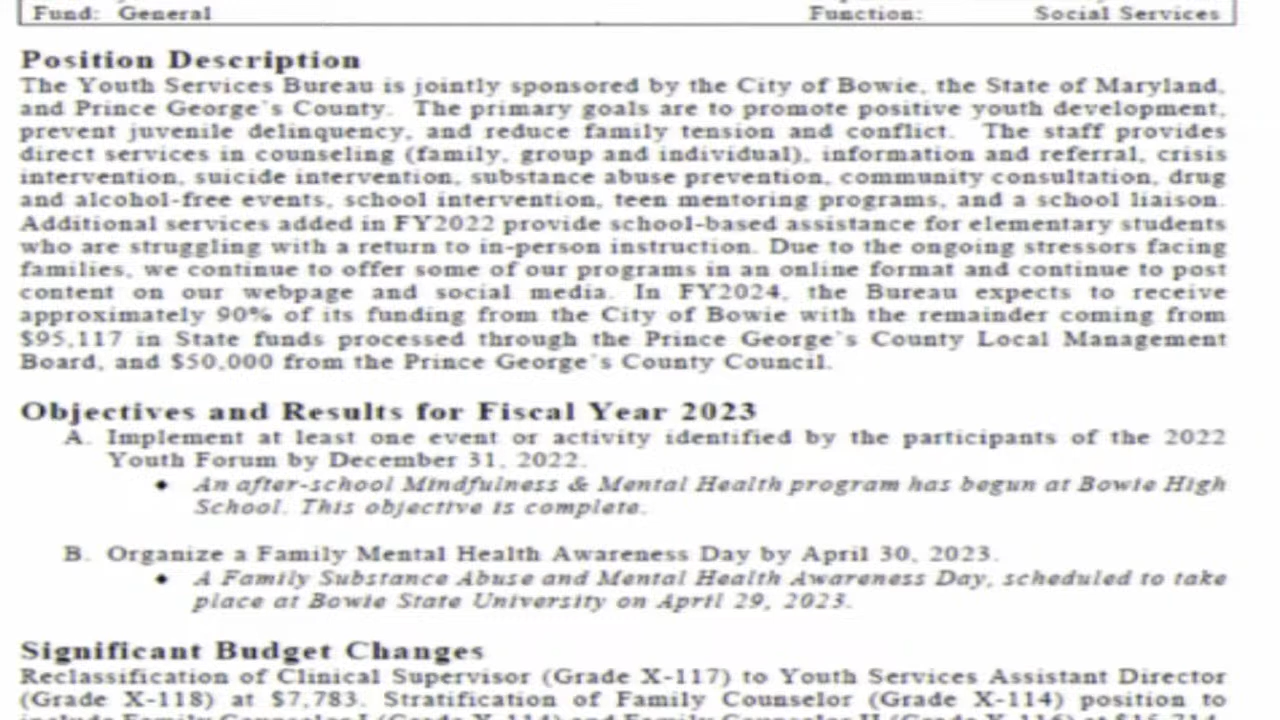 Fund: General Function: Social Services
Position Description
The Youth Services Bureau is jointly sponsored by the City of Bowie, the State of Maryland,
and Prince George's County. The primary goals are to promote positive youth development,
prevent juvenile delinquency, and reduce family tension and conflict. The staff provides
direct services in counseling (family, group and individual), information and referral, crisis
intervention, suicide intervention, substance abuse prevention, community consultation, drug
and alcohol-free events, school intervention, teen mentoring programs, and a school liaison.
Additional services added in FY2022 provide school-based assistance for elementary students
who are struggling with a return to in-person instruction. Due to the ongoing stressors facing
families, we continue to offer some of our programs in an online format and continue to post
content on our webpage and social media. In FY2024, the Bureau expects to receive
approximately 90% of its funding from the City of Bowie with the remainder coming from
$95,117 in State funds processed through the Prince George's County Local Management
Board, and $50,000 from the Prince George's County Council.
Objectives and Results for Fiscal Year 2023
A. Implement at least one event or activity identified by the participants of the 2022
Youth Forum by December 31, 2022.
• An after-school Mindfulness & Mental Health program has begun at Bowie High
School. This objective is complete.
B. Organize a Family Mental Health Awareness Day by April 30, 2023.
• A Family Substance Abuse and Mental Health Awareness Day, scheduled to take
place at Bowie State University on April 29, 2023.
Significant Budget Changes
Reclassification of Clinical Supervisor (Grade X-117) to Youth Services Assistant Director
(Grade X-118) at $7,783. Stratification of Family Counselor (Grade X-114) position to
include Family Counselor I (Grade X-114) and Family Counselor II (Grade X-116) at